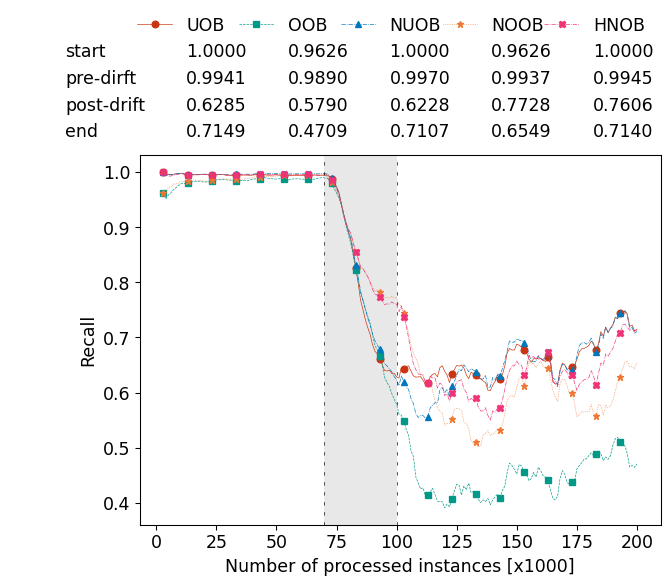 UOB OOB NUOB NOOB HNOB
start 1.0000 0.9626 1.0000 0.9626 1.0000
pre-dirft 0.9941 0.9890 0.9970 0.9937 0.9945
post-drift 0.6285 0.5790 0.6228 0.7728 0.7606
end 0.7149 0.4709 0.7107 0.6549 0.7140
1.0
0.9
0.8
0.7
0.6
0.5
0.4
Recall
0 25 50 75 100 125 150 175 200
Number of processed instances [x1000]